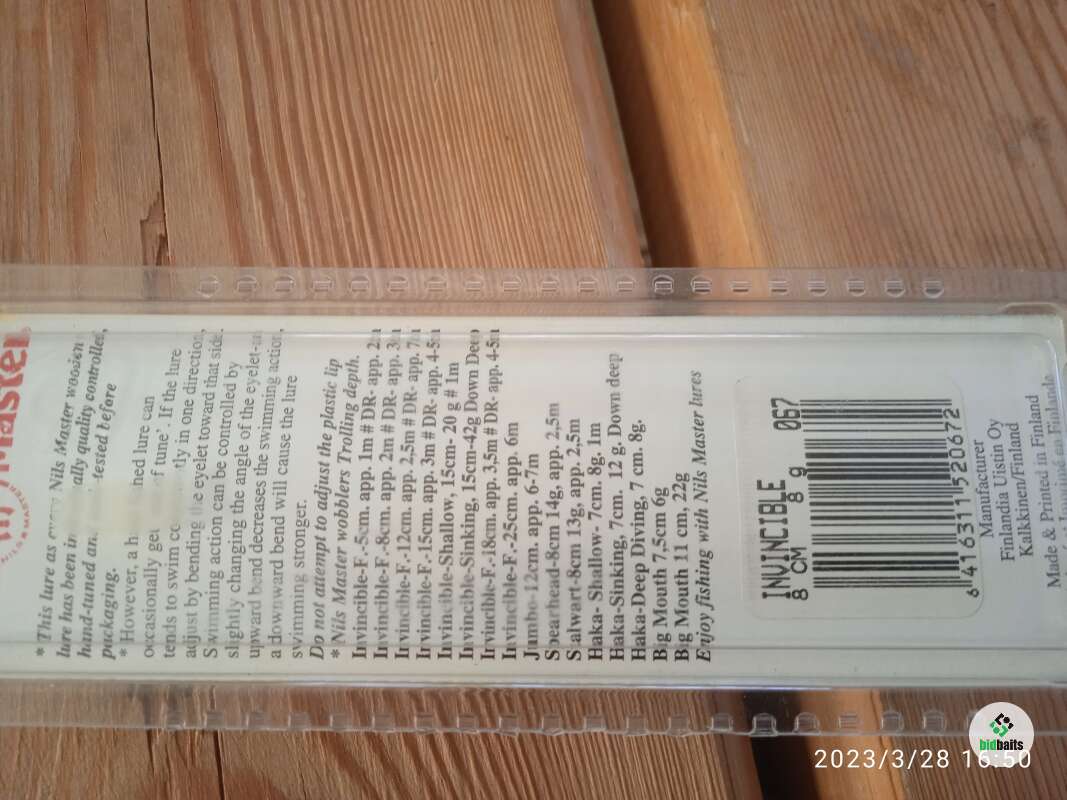 Master
* This lure as every Nils Master wooden
lure has been in ally quality controlled,
hand-tuned an tested before
packaging.
* However, a h ned lure can
occasionally get of tune'. If the lure
tends to swim co tly in one direction,
adjust by bending the eyelet toward that side.
Swimming action can be controlled by
slightly changing the angle of the eyelet-an
upward bend decreases the swimming action,
a downward bend will cause the lure
swimming stronger.
Do not attempt to adjust the plastic lip
*Nils Master wobblers Trolling depth.
Invincible-F.-5cm. app. 1m # DR- app. 2m
Invincible-F.-8cm. app. 2m # DR- app. 3m
Invincible-F.-12cm. app. 2,5m # DR- app. 3m
Invincible-F.-15cm. app. 3m # DR- app. 7m
Invincible-Shallow, 15cm- 20 g # 1m
Invincible-Sinking, 15cm-42g Down Deep
Invincible-F.-18cm. app. 3,5m # DR- app. 4-5m
Invincible-F.-25cm. app. 6m
Jumbo-12cm. app. 6-7m
Spearhead-8cm 14g, app. 2,5m
Stalwart-8cm 13g, app. 2,5m
Haka- Shallow- 7cm. 8g. 1m
Haka-Sinking, 7cm. 12 g. Down deep
Haka-Deep Diving, 7 cm. 8g,
Big Mouth 7,5cm 6g
Big Mouth 11 cm, 22g
Enjoy fishing with Nils Master lures
INVINCIBLE
8 CM 8 g 067
6 416311 520672
Manufacturer
Finlandia Uistin Oy
Kalkkinen/Finland
Made & Printed in Finland
bidbaits
2023/3/28 16:50